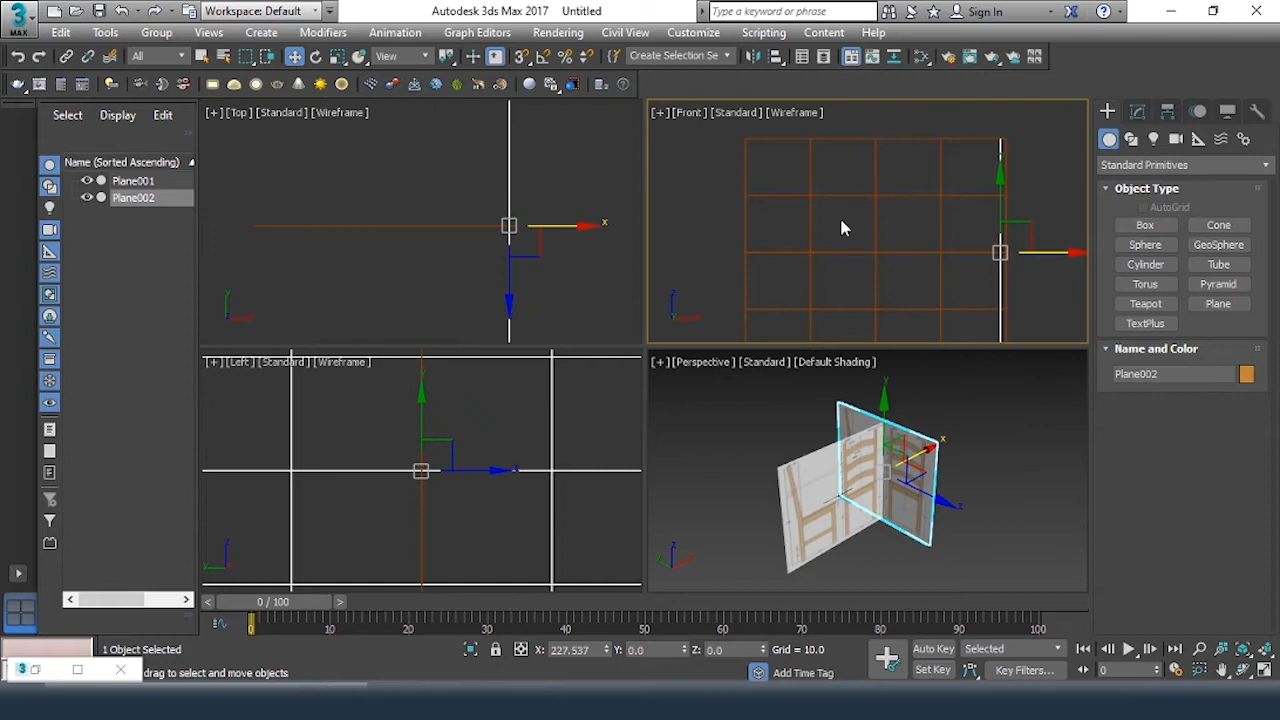 3 MAX Workspace: Default Autodesk 3ds Max 2017 Untitled Type a keyword or phrase Sign In
Edit Tools Group Views Create Modifiers Animation Graph Editors Rendering Civil View Customize Scripting Content Help
All View Create Selection Se
Select Display Edit
Name (Sorted Ascending)
Plane001
Plane002
[+] [Top] [Standard] [Wireframe]
x
y
[+] [Front] [Standard] [Wireframe]
z
[+] [Left] [Standard] [Wireframe]
y
z
[+] [Perspective] [Standard] [Default Shading]
y
x
z
Standard Primitives
Object Type
AutoGrid
Box Cone
Sphere GeoSphere
Cylinder Tube
Torus Pyramid
Teapot Plane
TextPlus
Name and Color
Plane002
< 0 / 100 >
0 10 20 30 40 50 60 70 80 90 100
1 Object Selected X: 227.537 Y: 0.0 Z: 0.0 Grid = 10.0 Auto Key Selected
3 drag to select and move objects Add Time Tag Set Key Key Filters... 0